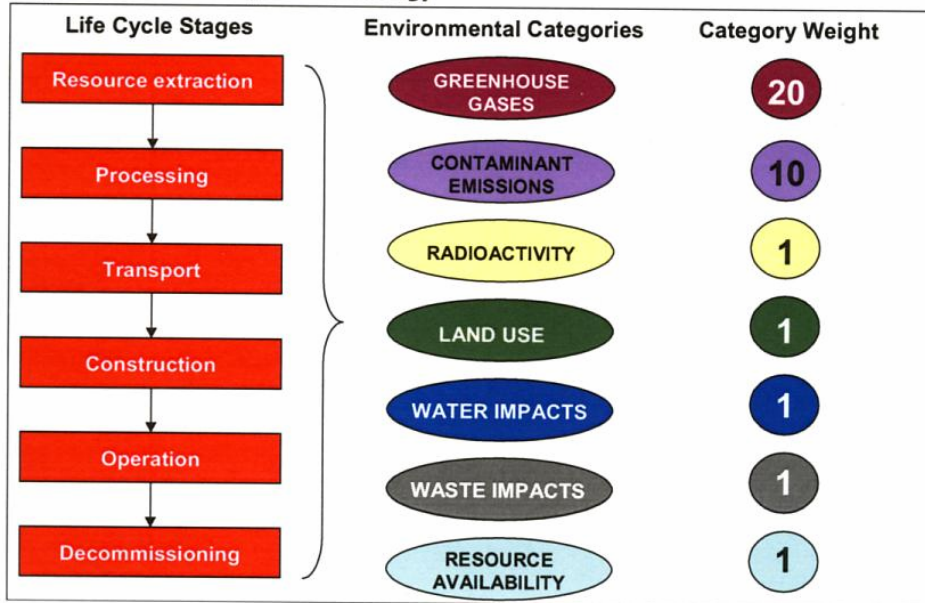 Life Cycle Stages
Environmental Categories
Category Weight
Resource extraction
Processing
Transport
Construction
Operation
Decommissioning
GREENHOUSE
GASES
20
CONTAMINANT
EMISSIONS
10
RADIOACTIVITY
1
LAND USE
1
WATER IMPACTS
1
WASTE IMPACTS
1
RESOURCE
AVAILABILITY
1